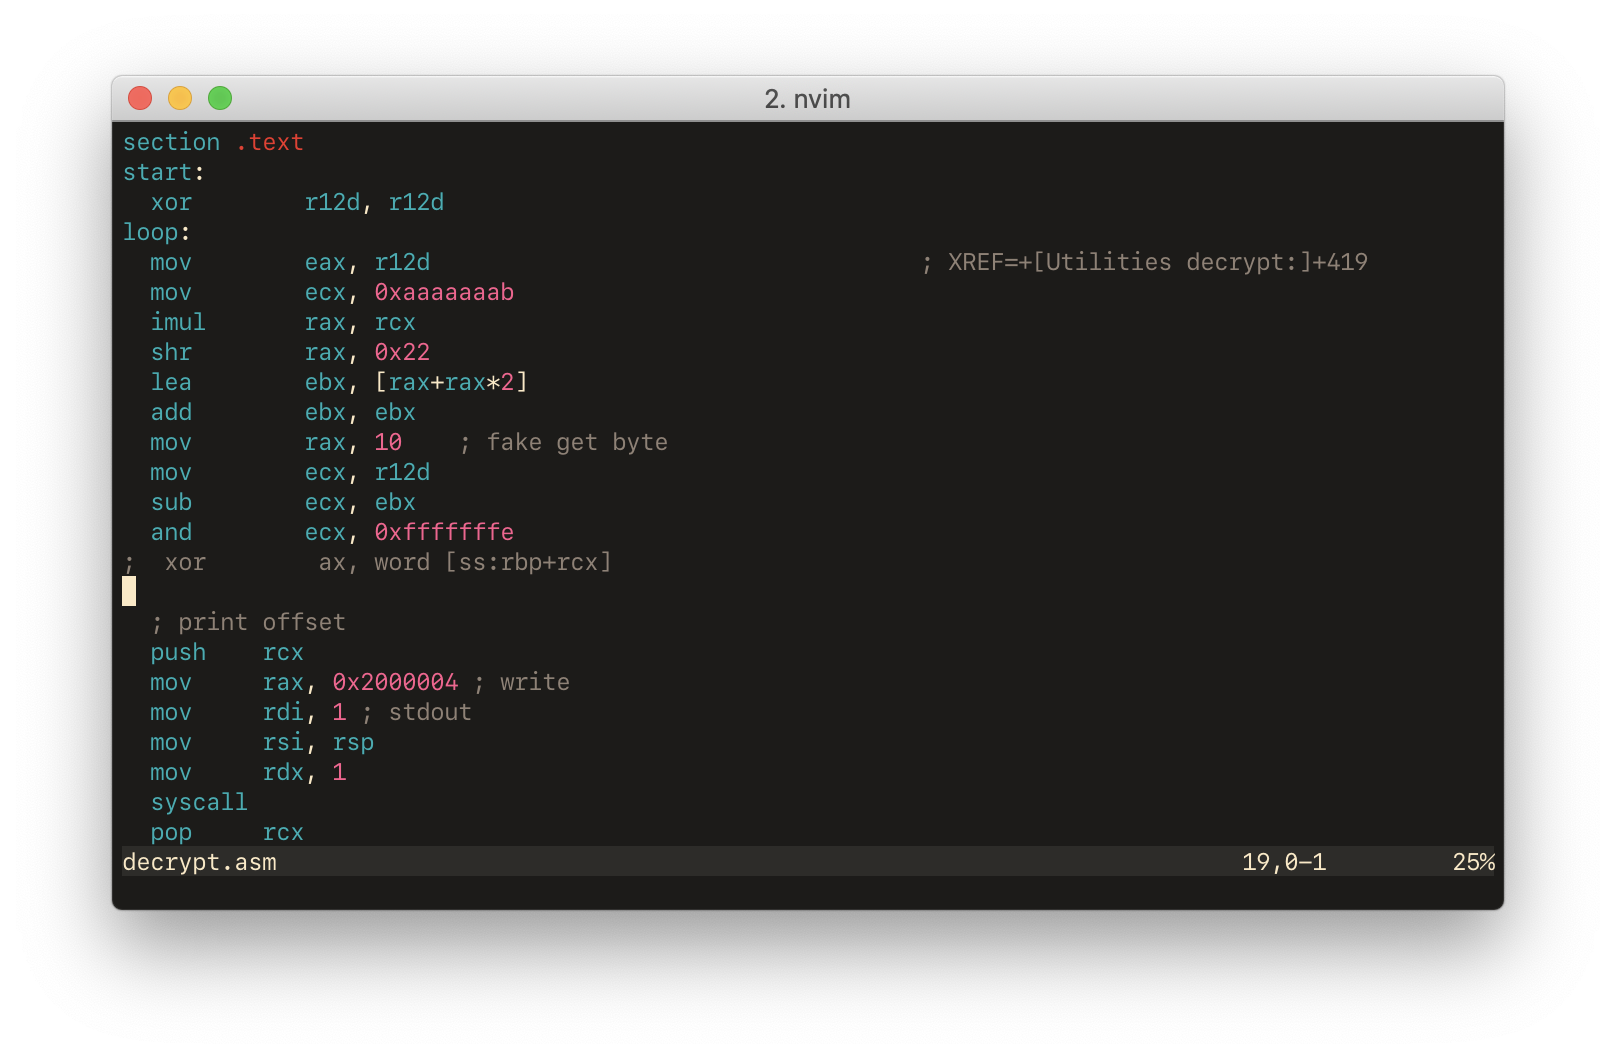 2. nvim
section .text
start:
  xor        r12d, r12d
loop:
  mov        eax, r12d                                   ; XREF=+[Utilities decrypt:]+419
  mov        ecx, 0xaaaaaaab
  imul         rax, rcx
  shr        rax, 0x22
  lea        ebx, [rax+rax*2]
  add        ebx, ebx
  mov        rax, 10    ; fake get byte
  mov        ecx, r12d
  sub        ecx, ebx
  and        ecx, 0xfffffffe
;  xor        ax, word [ss:rbp+rcx]
  ; print offset
  push    rcx
  mov     rax, 0x2000004 ; write
  mov     rdi, 1 ; stdout
  mov     rsi, rsp
  mov     rdx, 1
  syscall
  pop     rcx
decrypt.asm                                                                     19,0-1         25%